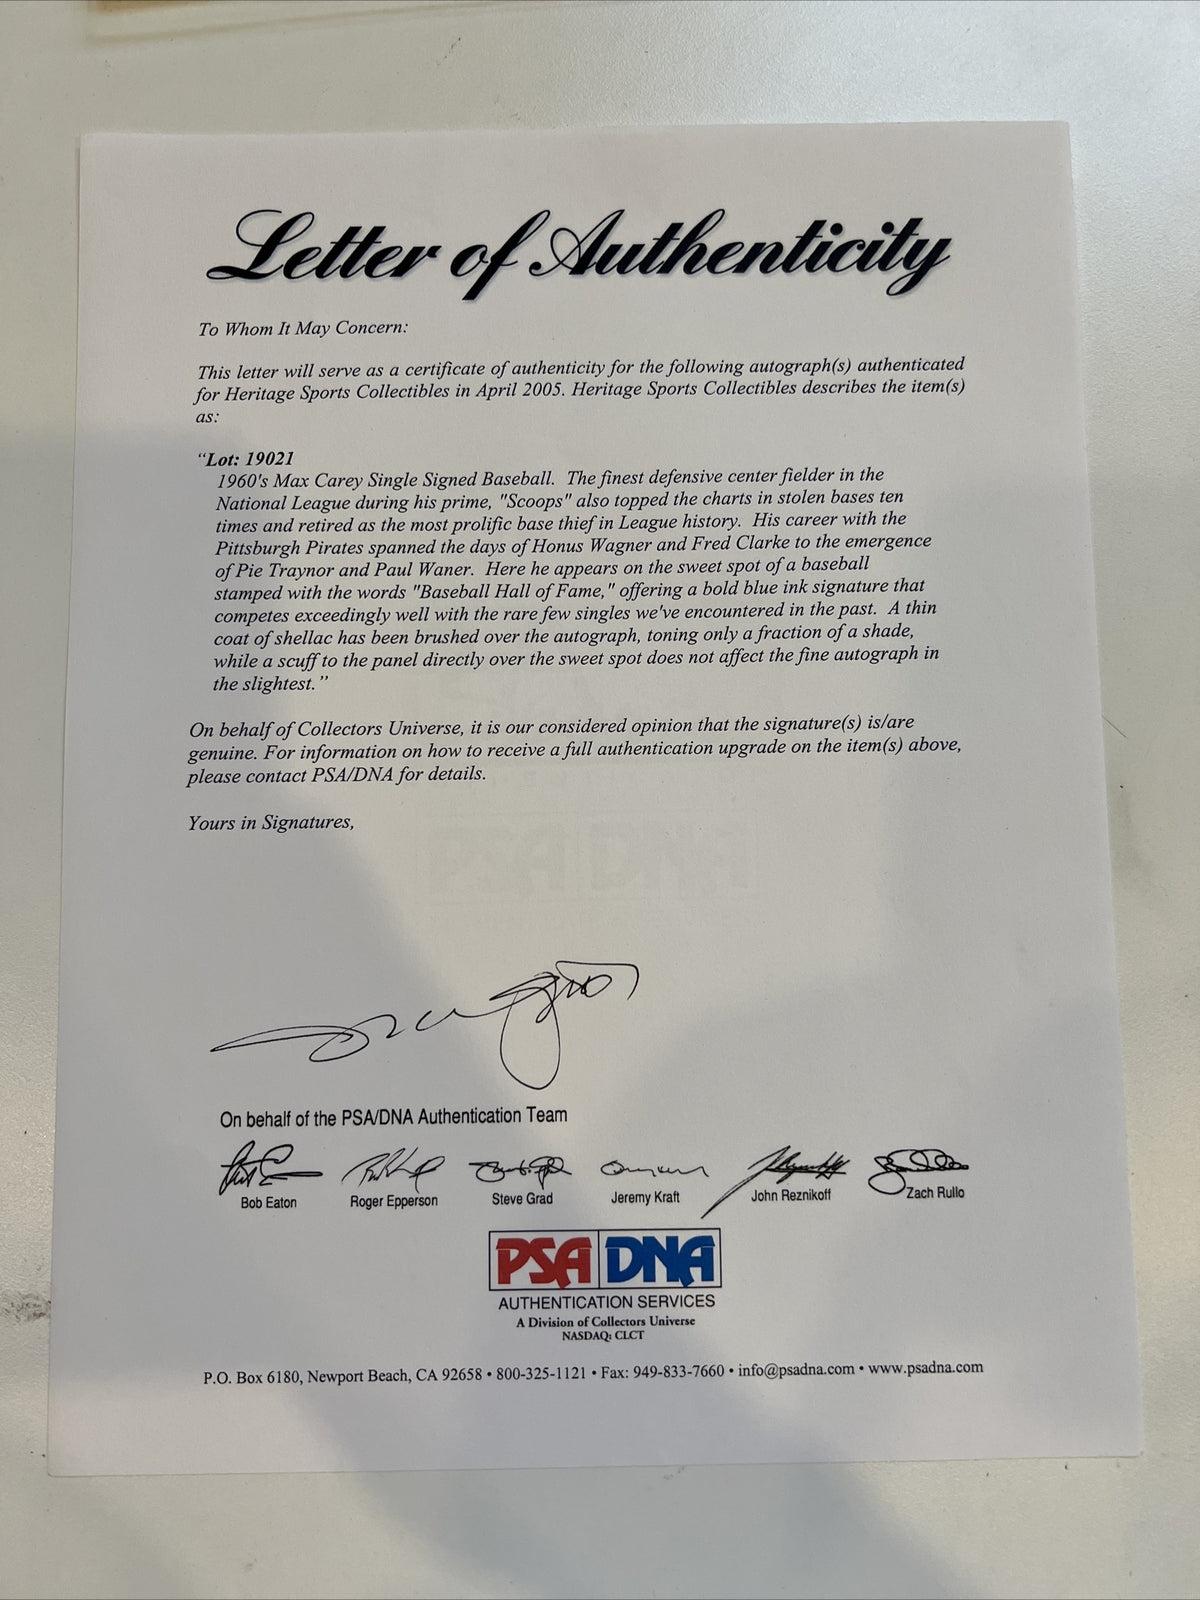 Letter of Authenticity
To Whom It May Concern:
This letter will serve as a certificate of authenticity for the following autograph(s) authenticated
for Heritage Sports Collectibles in April 2005. Heritage Sports Collectibles describes the item(s)
as:
“Lot: 19021
1960's Max Carey Single Signed Baseball. The finest defensive center fielder in the
National League during his prime, "Scoops" also topped the charts in stolen bases ten
times and retired as the most prolific base thief in League history. His career with the
Pittsburgh Pirates spanned the days of Honus Wagner and Fred Clarke to the emergence
of Pie Traynor and Paul Waner. Here he appears on the sweet spot of a baseball
stamped with the words "Baseball Hall of Fame," offering a bold blue ink signature that
competes exceedingly well with the rare few singles we've encountered in the past. A thin
coat of shellac has been brushed over the autograph, toning only a fraction of a shade,
while a scuff to the panel directly over the sweet spot does not affect the fine autograph in
the slightest.”
On behalf of Collectors Universe, it is our considered opinion that the signature(s) is/are
genuine. For information on how to receive a full authentication upgrade on the item(s) above,
please contact PSA/DNA for details.
Yours in Signatures,
On behalf of the PSA/DNA Authentication Team
Bob Eaton Roger Epperson Steve Grad Jeremy Kraft John Reznikoff Zach Rullo
PSA DNA
AUTHENTICATION SERVICES
A Division of Collectors Universe
NASDAQ: CLCT
P.O. Box 6180, Newport Beach, CA 92658 • 800-325-1121 • Fax: 949-833-7660 • info@psadna.com • www.psadna.com